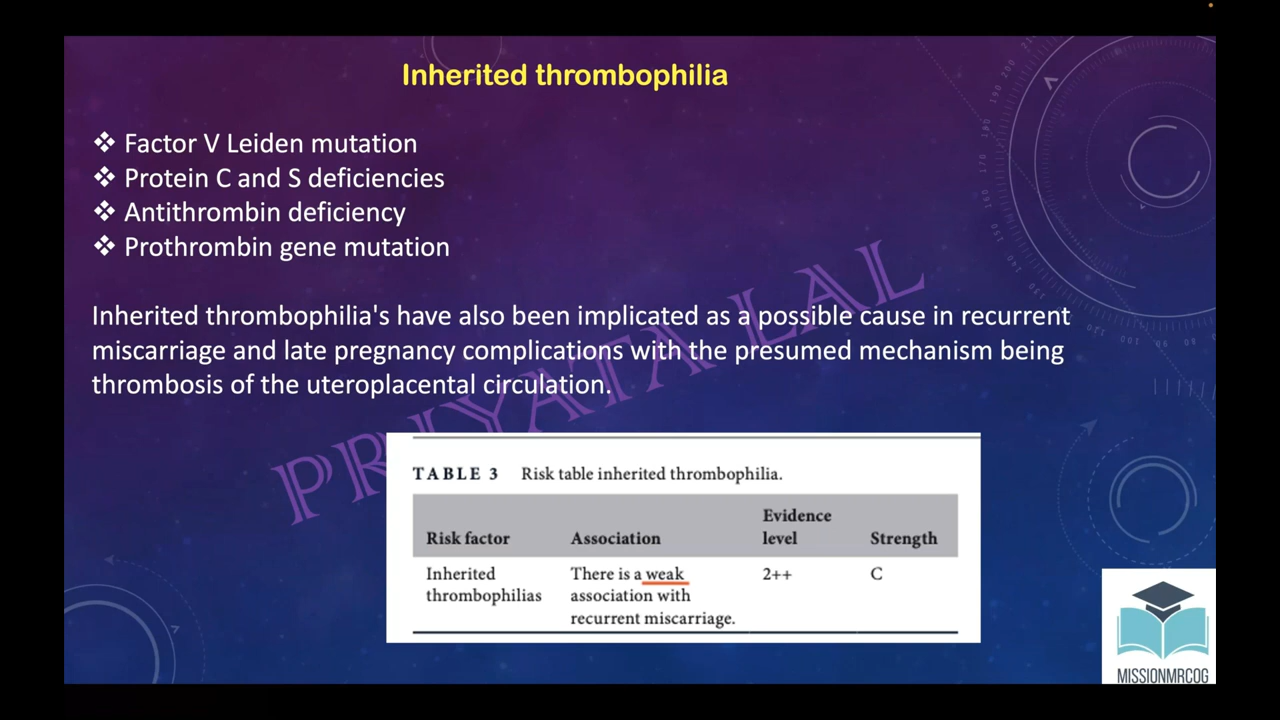 Inherited thrombophilia
❖ Factor V Leiden mutation
❖ Protein C and S deficiencies
❖ Antithrombin deficiency
❖ Prothrombin gene mutation
Inherited thrombophilia's have also been implicated as a possible cause in recurrent
miscarriage and late pregnancy complications with the presumed mechanism being
thrombosis of the uteroplacental circulation.
PRIYATA LAL
TABLE 3 Risk table inherited thrombophilia.
Risk factor Association Evidence level Strength
Inherited There is a weak 2++ C
thrombophilias association with
recurrent miscarriage.
MISSIONMRCOG